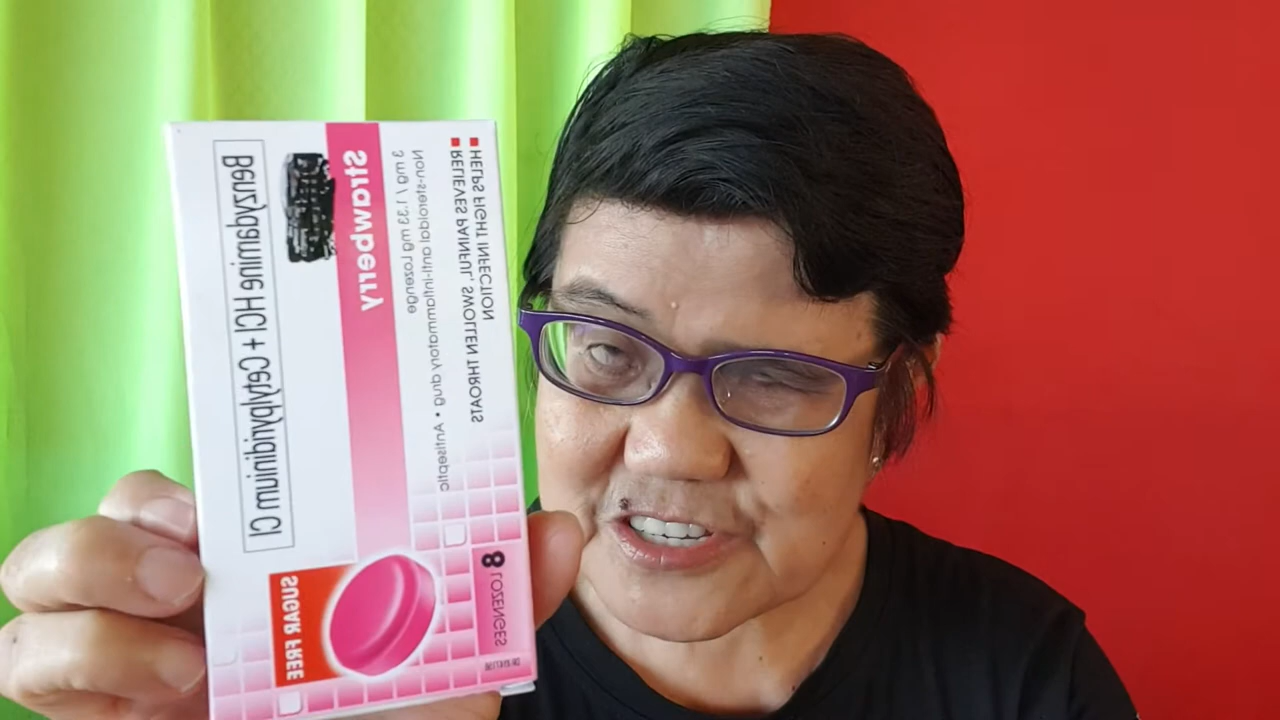 Benzydamine HCl + Cetylpyridinium Cl
Strawberry
3 mg / 1.33 mg Lozenge
Non-steroidal anti-inflammatory drug • Antiseptic
RELIEVES PAINFUL, SWOLLEN THROATS
HELPS FIGHT INFECTION
SUGAR FREE
8 LOZENGES